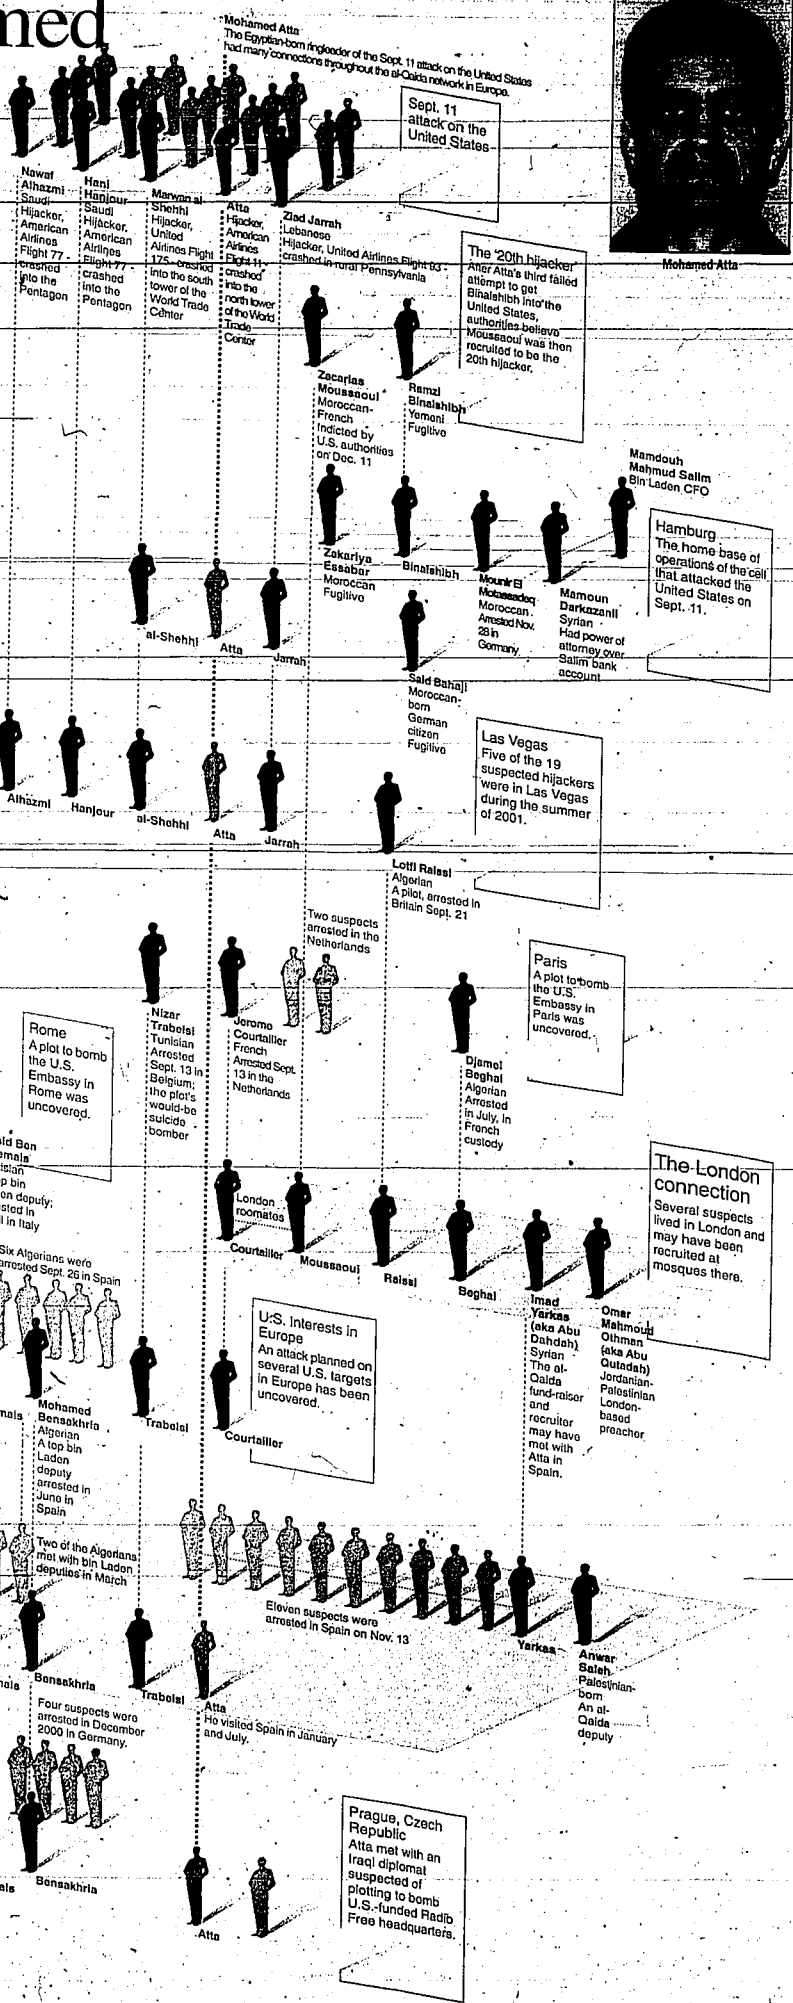 med
Mohamed Atta
The Egyptian-born ringleader of the Sept. 11 attack on the United States
had many connections throughout the al-Qaida network in Europe.
Sept. 11
attack on the
United States
Mohamed Atta
Nawaf
Alhazmi
Saudi
Hijacker,
American
Airlines
Flight 77 -
crashed
into the
Pentagon
Hani
Hanjour
Saudi
Hijacker,
American
Airlines
Flight 77 -
crashed
into the
Pentagon
Marwan al-
Shehhi
Hijacker,
United
Airlines Flight
175 - crashed
into the south
tower of the
World Trade
Center
Atta
Hijacker,
American
Airlines
Flight 11 -
crashed
into the
north tower
of the World
Trade
Center
Ziad Jarrah
Lebanese
Hijacker, United Airlines Flight 93 -
crashed in rural Pennsylvania
The '20th hijacker'
After Atta's third failed
attempt to get
Binalshibh into the
United States,
authorities believe
Moussaoui was then
recruited to be the
20th hijacker.
Zacarias
Moussaoui
Moroccan-
French
Indicted by
U.S. authorities
on Dec. 11
Ramzi
Binalshibh
Yemeni
Fugitive
Mamdouh
Mahmud Salim
Bin Laden CFO
Hamburg
The home base of
operations of the cell
that attacked the
United States on
Sept. 11.
Zakariya
Essabar
Moroccan
Fugitive
Binalshibh
Mounir El
Motassadeq
Moroccan
Arrested Nov.
28 in
Germany
Mamoun
Darkazanli
Syrian
Had power of
attorney over
Salim bank
account
al-Shehhi
Atta
Jarrah
Said Bahaji
Moroccan-
born
German
citizen
Fugitive
Las Vegas
Five of the 19
suspected hijackers
were in Las Vegas
during the summer
of 2001.
Alhazmi
Hanjour
al-Shehhi
Atta
Jarrah
Lotfi Raissi
Algerian
A pilot, arrested in
Britain Sept. 21
Two suspects
arrested in the
Netherlands
Paris
A plot to bomb
the U.S.
Embassy in
Paris was
uncovered.
Rome
A plot to bomb
the U.S.
Embassy in
Rome was
uncovered.
Nizar
Trabelsi
Tunisian
Arrested
Sept. 13 in
Belgium;
the plot's
would-be
suicide
bomber
Jerome
Courtailler
French
Arrested Sept.
13 in the
Netherlands
Djamel
Beghal
Algerian
Arrested
in July, in
French
custody
id Ben
emais
isian
p bin
en deputy;
sted in
l in Italy
The London
connection
Several suspects
lived in London and
may have been
recruited at
mosques there.
London
roomates
Courtailler
Moussaoui
Raissi
Beghal
Imad
Yarkas
(aka Abu
Dahdah)
Syrian
The al-
Qaida
fund-raiser
and
recruiter
may have
met with
Atta in
Spain.
Omar
Mahmoud
Othman
(aka Abu
Qutadah)
Jordanian-
Palestinian
London-
based
preacher
Six Algerians were
arrested Sept. 26 in Spain
U.S. Interests in
Europe
An attack planned on
several U.S. targets
in Europe has been
uncovered.
mais
Mohamed
Bensakhria
Algerian
A top bin
Laden
deputy
arrested in
June in
Spain
Trabelsi
Courtailler
Two of the Algerians
met with bin Laden
deputies in March
Eleven suspects were
arrested in Spain on Nov. 13
Yarkas
Anwar
Saleh
Palestinian-
born
An al-
Qaida
deputy
mais
Bensakhria
Trabelsi
Atta
He visited Spain in January
and July.
Four suspects were
arrested in December
2000 in Germany.
Prague, Czech
Republic
Atta met with an
Iraqi diplomat
suspected of
plotting to bomb
U.S.-funded Radio
Free headquarters.
ais
Bensakhria
Atta